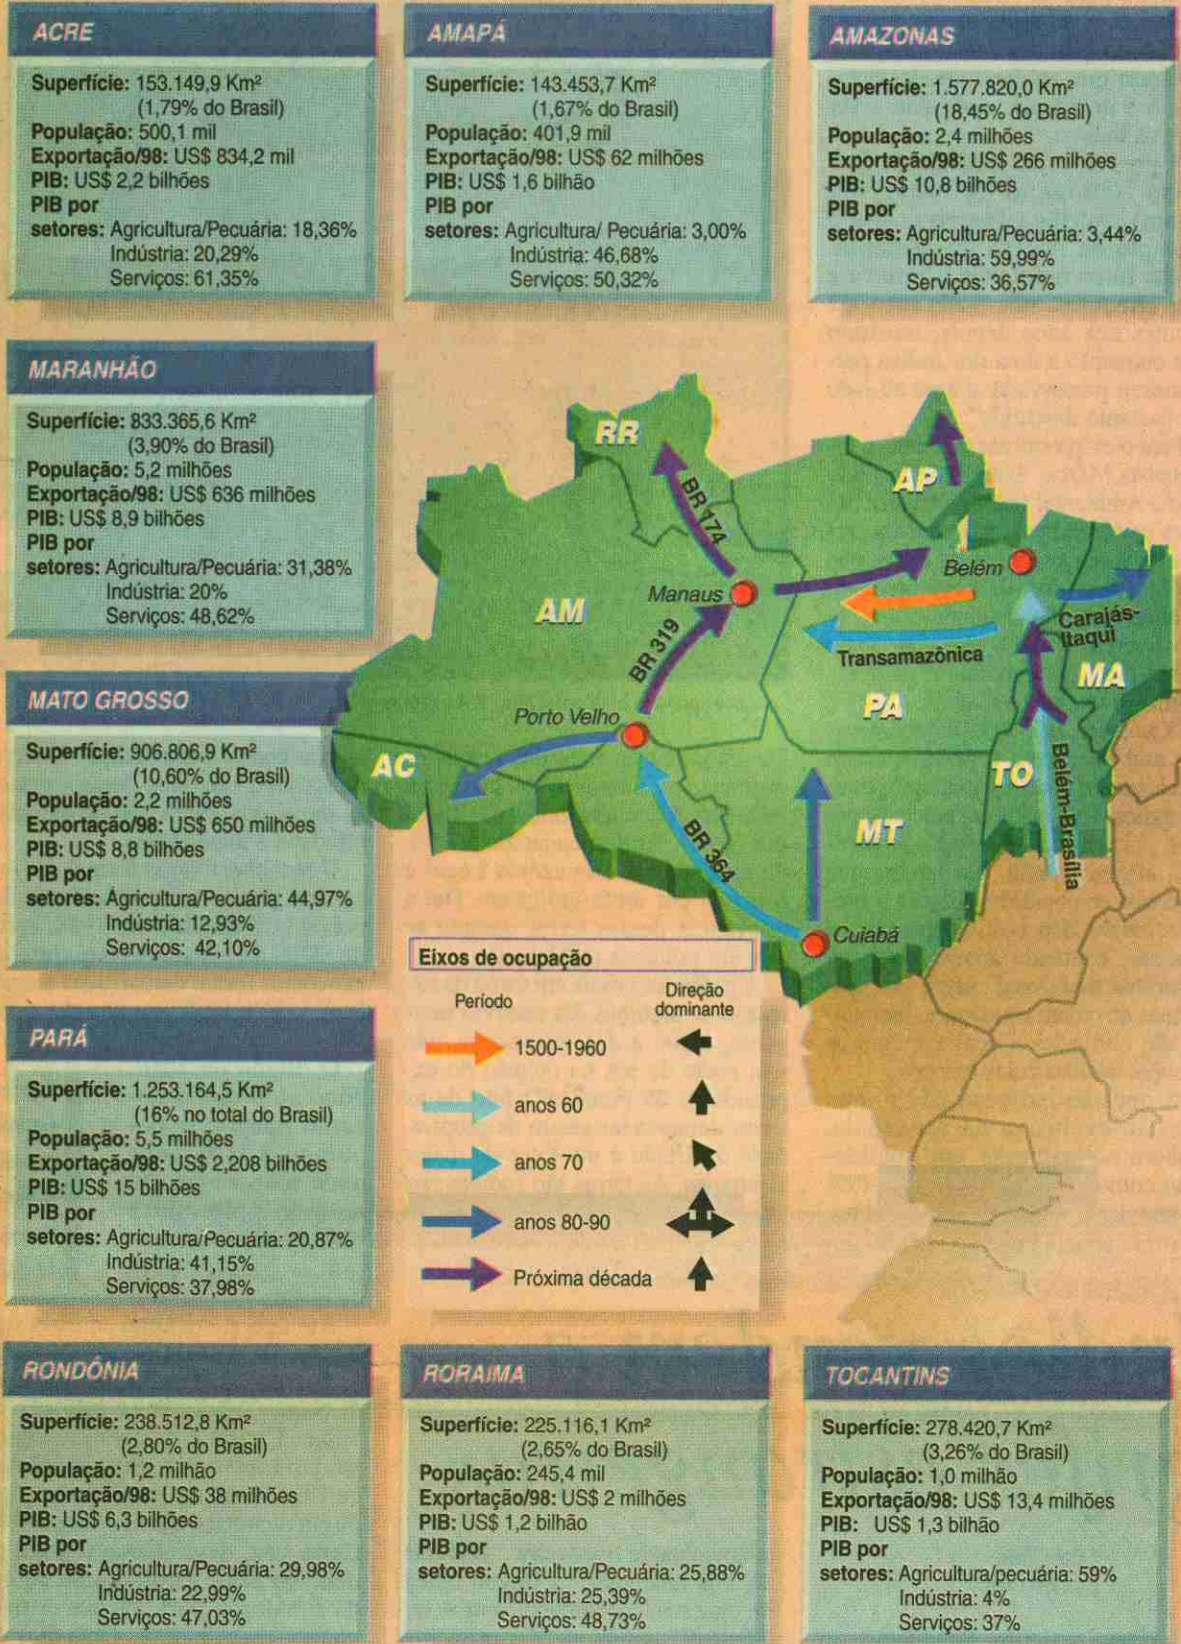 ACRE
Superfície: 153.149,9 Km²
(1,79% do Brasil)
População: 500,1 mil
Exportação/98: US$ 834,2 mil
PIB: US$ 2,2 bilhões
PIB por
setores: Agricultura/Pecuária: 18,36%
Indústria: 20,29%
Serviços: 61,35%
AMAPÁ
Superfície: 143.453,7 Km²
(1,67% do Brasil)
População: 401,9 mil
Exportação/98: US$ 62 milhões
PIB: US$ 1,6 bilhão
PIB por
setores: Agricultura/ Pecuária: 3,00%
Indústria: 46,68%
Serviços: 50,32%
AMAZONAS
Superfície: 1.577.820,0 Km²
(18,45% do Brasil)
População: 2,4 milhões
Exportação/98: US$ 266 milhões
PIB: US$ 10,8 bilhões
PIB por
setores: Agricultura/Pecuária: 3,44%
Indústria: 59,99%
Serviços: 36,57%
MARANHÃO
Superfície: 833.365,6 Km²
(3,90% do Brasil)
População: 5,2 milhões
Exportação/98: US$ 636 milhões
PIB: US$ 8,9 bilhões
PIB por
setores: Agricultura/Pecuária: 31,38%
Indústria: 20%
Serviços: 48,62%
MATO GROSSO
Superfície: 906.806,9 Km²
(10,60% do Brasil)
População: 2,2 milhões
Exportação/98: US$ 650 milhões
PIB: US$ 8,8 bilhões
PIB por
setores: Agricultura/Pecuária: 44,97%
Indústria: 12,93%
Serviços: 42,10%
PARÁ
Superfície: 1.253.164,5 Km²
(16% no total do Brasil)
População: 5,5 milhões
Exportação/98: US$ 2,208 bilhões
PIB: US$ 15 bilhões
PIB por
setores: Agricultura/Pecuária: 20,87%
Indústria: 41,15%
Serviços: 37,98%
RR
AP
BR 174
Belém
Manaus
AM
Carajás-
Itaqui
BR 319
Transamazônica
MA
PA
Porto Velho
AC
TO
Belém-Brasília
MT
BR 364
Cuiabá
Eixos de ocupação
Período
Direção
dominante
1500-1960
anos 60
anos 70
anos 80-90
Próxima década
RONDÔNIA
Superfície: 238.512,8 Km²
(2,80% do Brasil)
População: 1,2 milhão
Exportação/98: US$ 38 milhões
PIB: US$ 6,3 bilhões
PIB por
setores: Agricultura/Pecuária: 29,98%
Indústria: 22,99%
Serviços: 47,03%
RORAIMA
Superfície: 225.116,1 Km²
(2,65% do Brasil)
População: 245,4 mil
Exportação/98: US$ 2 milhões
PIB: US$ 1,2 bilhão
PIB por
setores: Agricultura/Pecuária: 25,88%
Indústria: 25,39%
Serviços: 48,73%
TOCANTINS
Superfície: 278.420,7 Km²
(3,26% do Brasil)
População: 1,0 milhão
Exportação/98: US$ 13,4 milhões
PIB: US$ 1,3 bilhão
PIB por
setores: Agricultura/pecuária: 59%
Indústria: 4%
Serviços: 37%